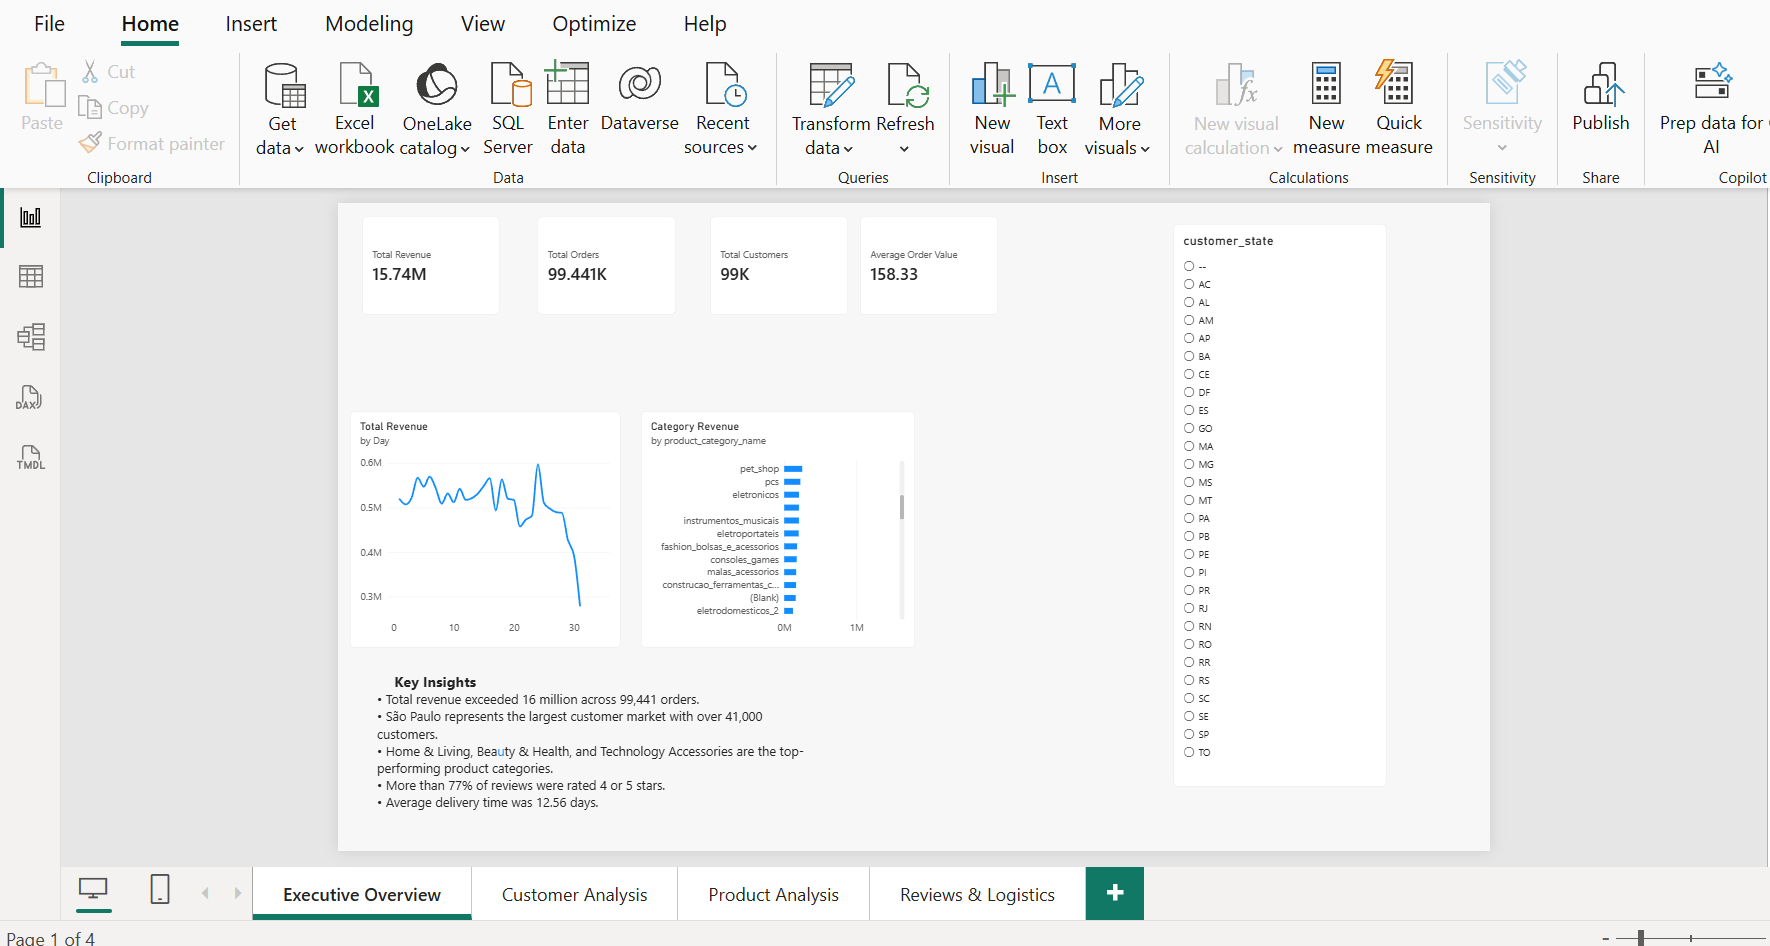 File Home Insert Modeling View Optimize Help
Paste
Cut
Copy
Format painter
Clipboard
Get data
Excel workbook
OneLake catalog
SQL Server
Enter data
Dataverse
Recent sources
Data
Transform data
Refresh
Queries
New visual
Text box
More visuals
Insert
New visual calculation
New measure
Quick measure
Calculations
Sensitivity
Sensitivity
Publish
Share
Prep data for AI
Copilot
DAX
TMDL
Total Revenue
15.74M
Total Orders
99.441K
Total Customers
99K
Average Order Value
158.33
customer_state
--
AC
AL
AM
AP
BA
CE
DF
ES
GO
MA
MG
MS
MT
PA
PB
PE
PI
PR
RJ
RN
RO
RR
RS
SC
SE
SP
TO
Total Revenue
by Day
0.6M
0.5M
0.4M
0.3M
0 10 20 30
Category Revenue
by product_category_name
pet_shop
pcs
eletronicos
instrumentos_musicais
eletroportateis
fashion_bolsas_e_acessorios
consoles_games
malas_acessorios
construcao_ferramentas_c...
(Blank)
eletrodomesticos_2
0M 1M
Key Insights
• Total revenue exceeded 16 million across 99,441 orders.
• São Paulo represents the largest customer market with over 41,000
customers.
• Home & Living, Beauty & Health, and Technology Accessories are the top-
performing product categories.
• More than 77% of reviews were rated 4 or 5 stars.
• Average delivery time was 12.56 days.
Executive Overview Customer Analysis Product Analysis Reviews & Logistics
Page 1 of 4